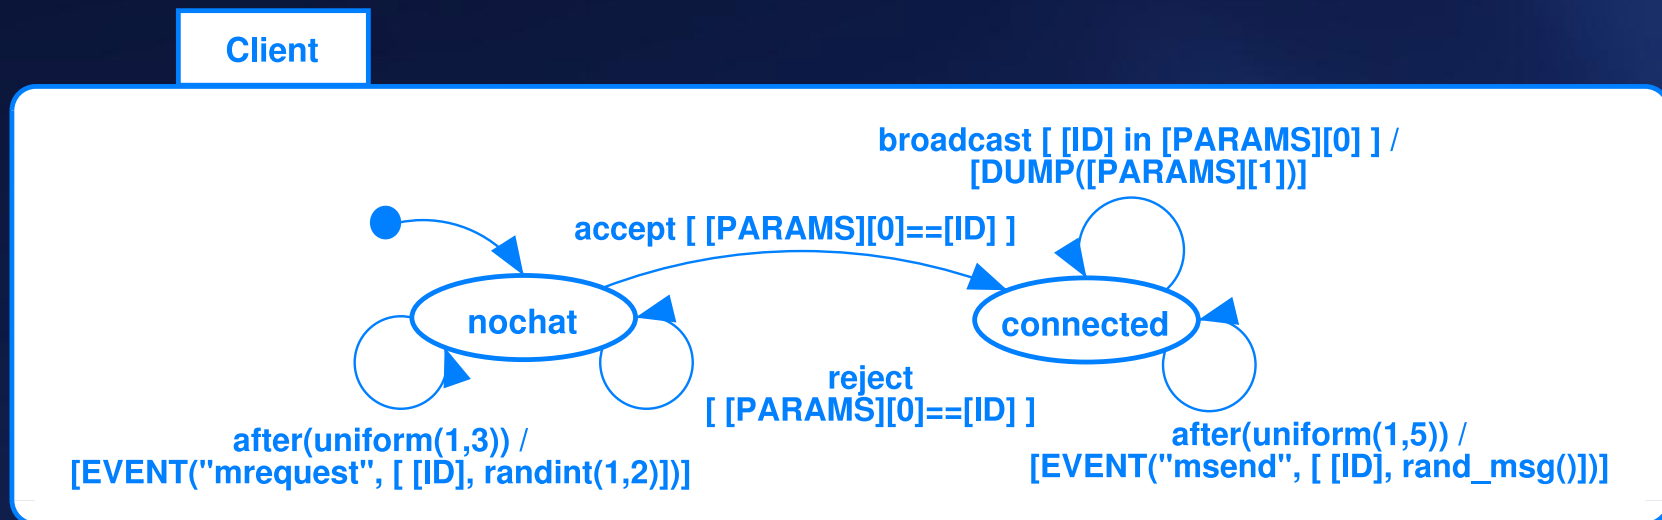 Client
broadcast [ [ID] in [PARAMS][0] ] /
[DUMP([PARAMS][1])]
accept [ [PARAMS][0]==[ID] ]
nochat
connected
reject
[ [PARAMS][0]==[ID] ]
after(uniform(1,3)) /
[EVENT("mrequest", [ [ID], randint(1,2)])]
after(uniform(1,5)) /
[EVENT("msend", [ [ID], rand_msg()])]